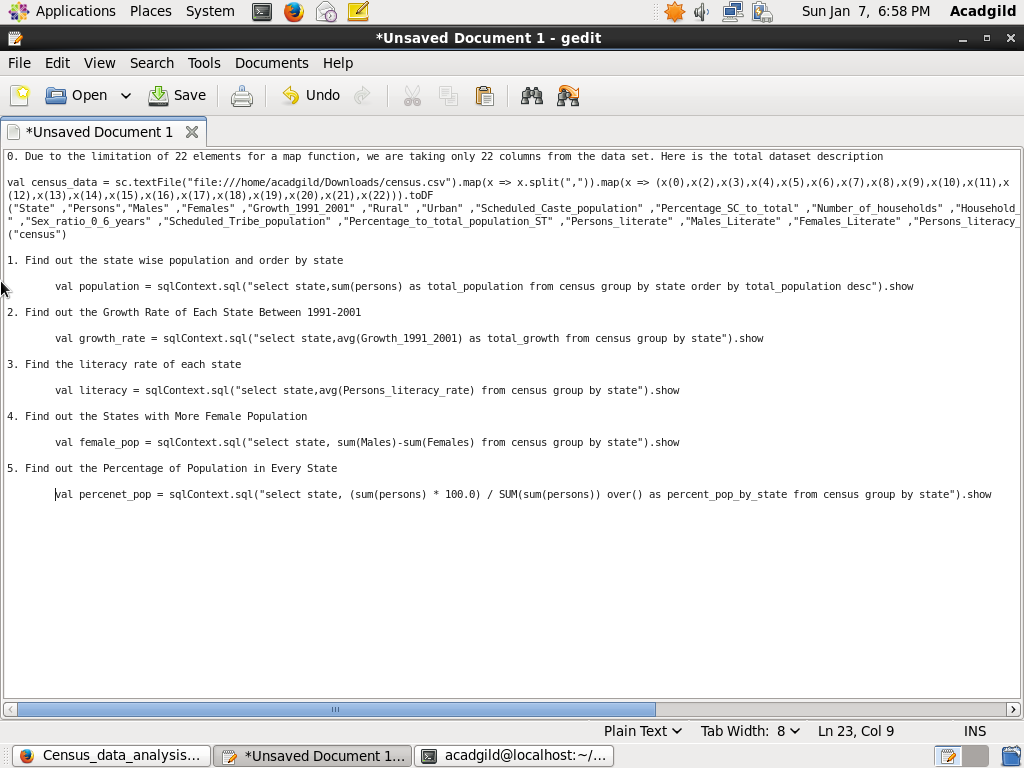 Applications Places System Sun Jan 7, 6:58 PM Acadgild
*Unsaved Document 1 - gedit
File Edit View Search Tools Documents Help
Open Save Undo
*Unsaved Document 1
0. Due to the limitation of 22 elements for a map function, we are taking only 22 columns from the data set. Here is the total dataset description
val census_data = sc.textFile("file:///home/acadgild/Downloads/census.csv").map(x => x.split(",")).map(x => (x(0),x(2),x(3),x(4),x(5),x(6),x(7),x(8),x(9),x(10),x(11),x
(12),x(13),x(14),x(15),x(16),x(17),x(18),x(19),x(20),x(21),x(22))).toDF
("State" ,"Persons","Males" ,"Females" ,"Growth_1991_2001" ,"Rural" ,"Urban" ,"Scheduled_Caste_population" ,"Percentage_SC_to_total" ,"Number_of_households" ,"Household_
" ,"Sex_ratio_0_6_years" ,"Scheduled_Tribe_population" ,"Percentage_to_total_population_ST" ,"Persons_literate" ,"Males_Literate" ,"Females_Literate" ,"Persons_literacy_
("census")
1. Find out the state wise population and order by state
val population = sqlContext.sql("select state,sum(persons) as total_population from census group by state order by total_population desc").show
2. Find out the Growth Rate of Each State Between 1991-2001
val growth_rate = sqlContext.sql("select state,avg(Growth_1991_2001) as total_growth from census group by state").show
3. Find the literacy rate of each state
val literacy = sqlContext.sql("select state,avg(Persons_literacy_rate) from census group by state").show
4. Find out the States with More Female Population
val female_pop = sqlContext.sql("select state, sum(Males)-sum(Females) from census group by state").show
5. Find out the Percentage of Population in Every State
val percenet_pop = sqlContext.sql("select state, (sum(persons) * 100.0) / SUM(sum(persons)) over() as percent_pop_by_state from census group by state").show
Plain Text Tab Width: 8 Ln 23, Col 9 INS
Census_data_analysis... *Unsaved Document 1... acadgild@localhost:~/...